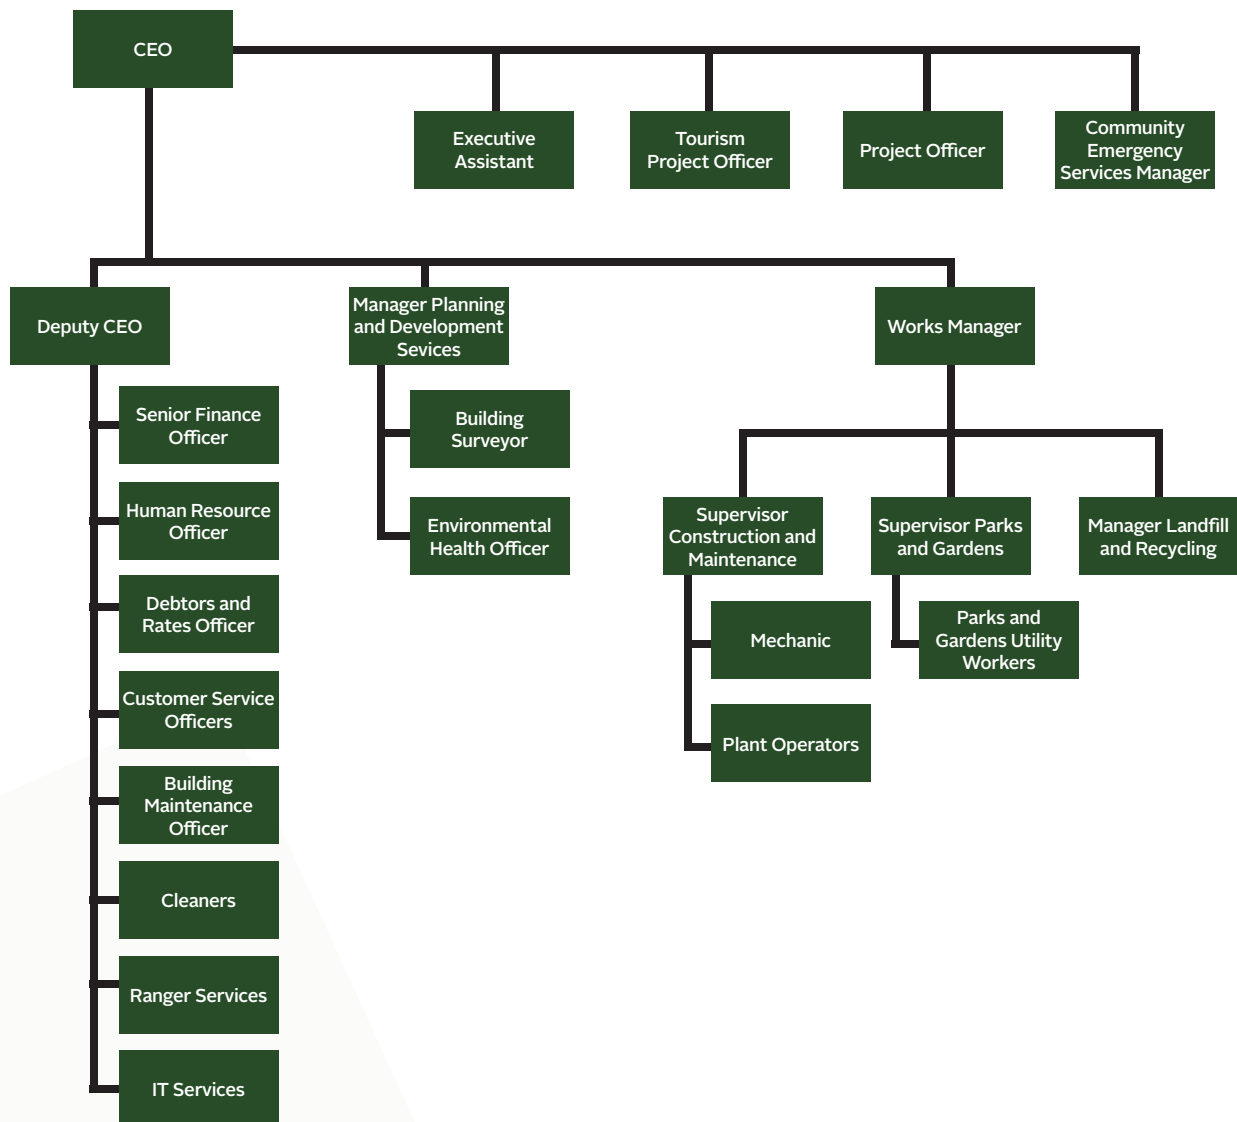 CEO
Executive
Assistant
Tourism
Project Officer
Project Officer
Community
Emergency
Services Manager
Deputy CEO
Manager Planning
and Development
Sevices
Works Manager
Senior Finance
Officer
Human Resource
Officer
Debtors and
Rates Officer
Customer Service
Officers
Building
Maintenance
Officer
Cleaners
Ranger Services
IT Services
Building
Surveyor
Environmental
Health Officer
Supervisor
Construction and
Maintenance
Supervisor Parks
and Gardens
Manager Landfill
and Recycling
Mechanic
Plant Operators
Parks and
Gardens Utility
Workers